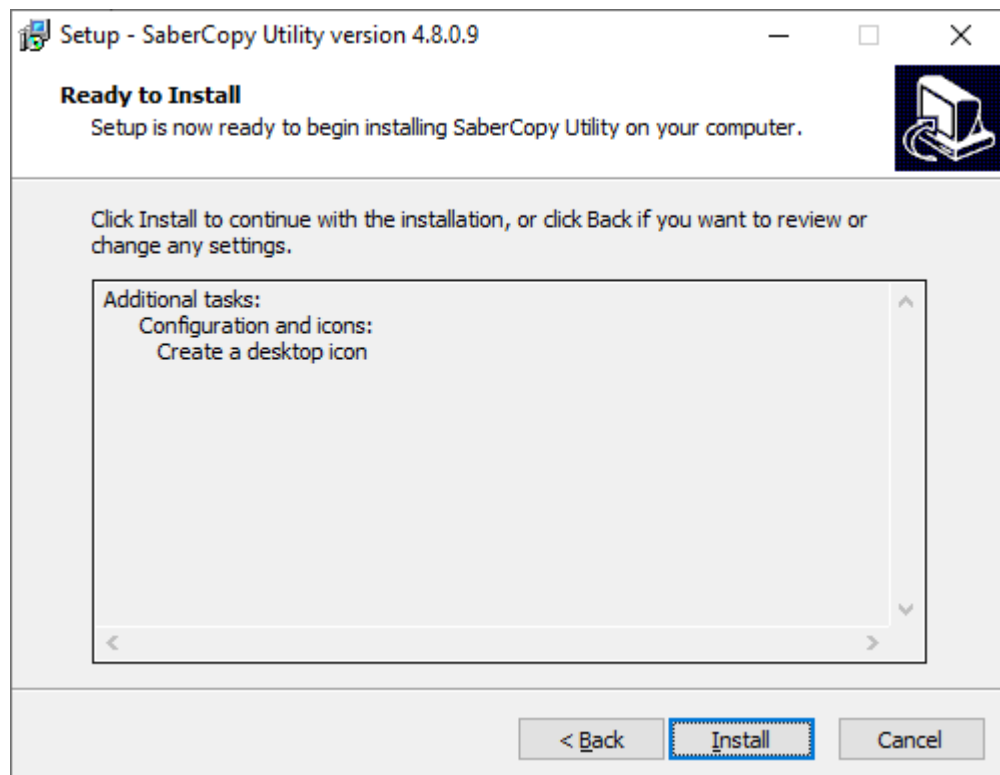 Setup - SaberCopy Utility version 4.8.0.9
Ready to Install
Setup is now ready to begin installing SaberCopy Utility on your computer.
Click Install to continue with the installation, or click Back if you want to review or
change any settings.
Additional tasks:
Configuration and icons:
Create a desktop icon
< Back
Install
Cancel